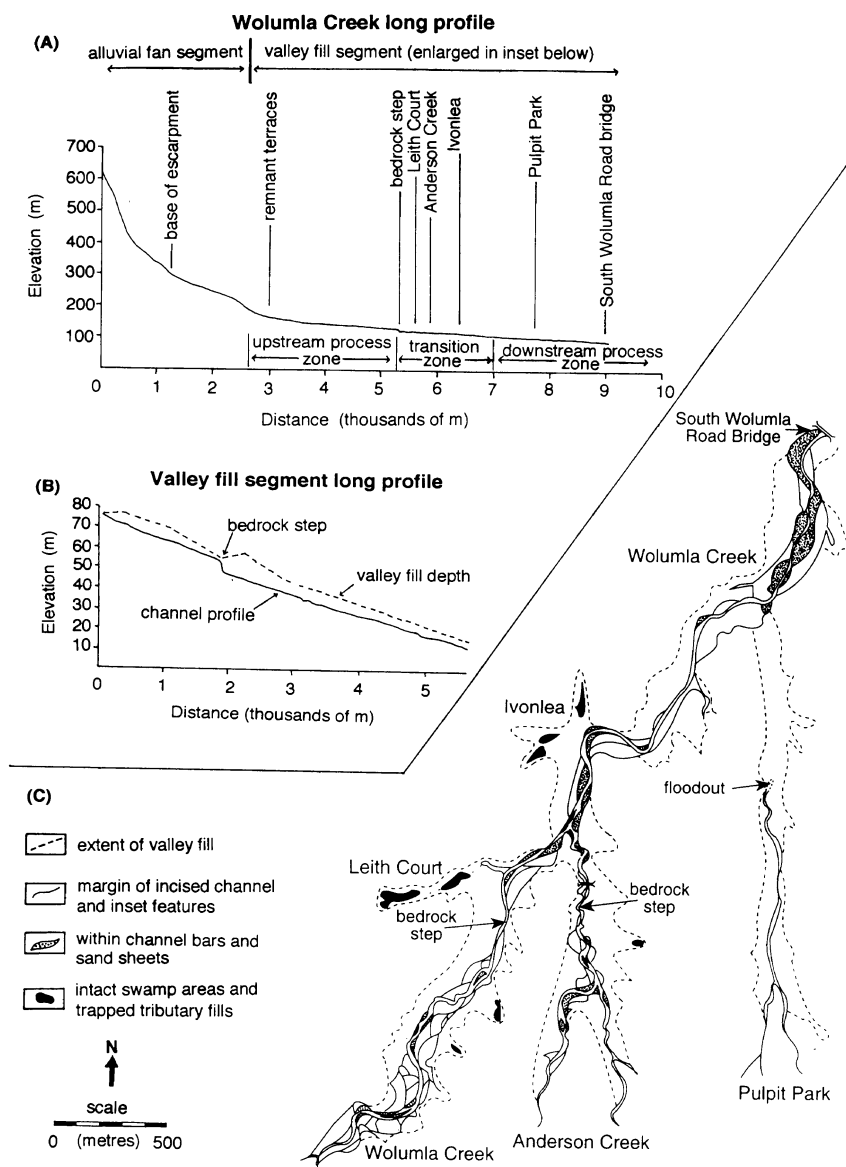 Wolumla Creek long profile
(A)
alluvial fan segment
valley fill segment (enlarged in inset below)
base of escarpment
remnant terraces
bedrock step
Leith Court
Anderson Creek
Ivonlea
Pulpit Park
South Wolumla Road bridge
700
600
500
400
300
200
100
Elevation (m)
upstream process
zone
transition
zone
downstream process
zone
0 1 2 3 4 5 6 7 8 9 10
Distance (thousands of m)
(B)
Valley fill segment long profile
80
70
60
50
40
30
20
10
Elevation (m)
bedrock step
valley fill depth
channel profile
0 1 2 3 4 5
Distance (thousands of m)
(C)
extent of valley fill
margin of incised channel
and inset features
within channel bars and
sand sheets
intact swamp areas and
trapped tributary fills
N
scale
0 (metres) 500
South Wolumla
Road Bridge
Wolumla Creek
Ivonlea
floodout
Leith Court
bedrock
step
bedrock
step
Pulpit Park
Anderson Creek
Wolumla Creek